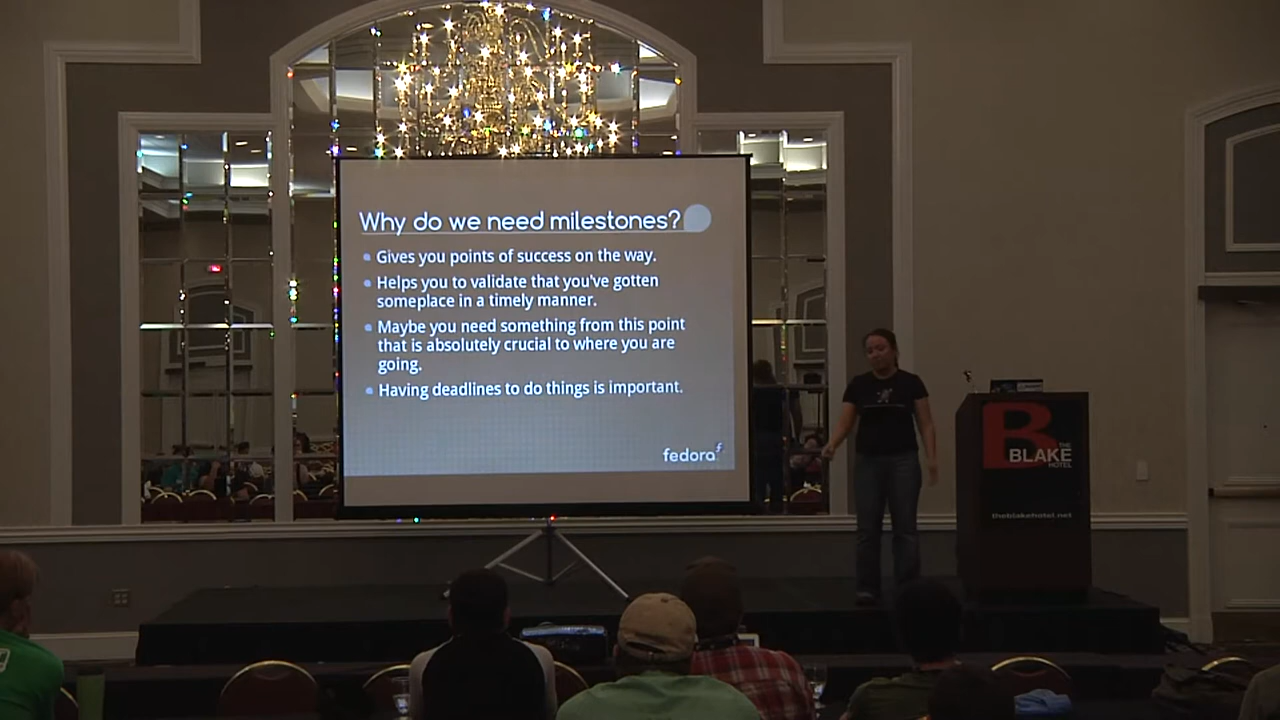 Why do we need milestones?
Gives you points of success on the way.
Helps you to validate that you've gotten
someplace in a timely manner.
Maybe you need something from this point
that is absolutely crucial to where you are
going.
Having deadlines to do things is important.
fedora
B
THE
BLAKE
HOTEL
theblakehotel.net